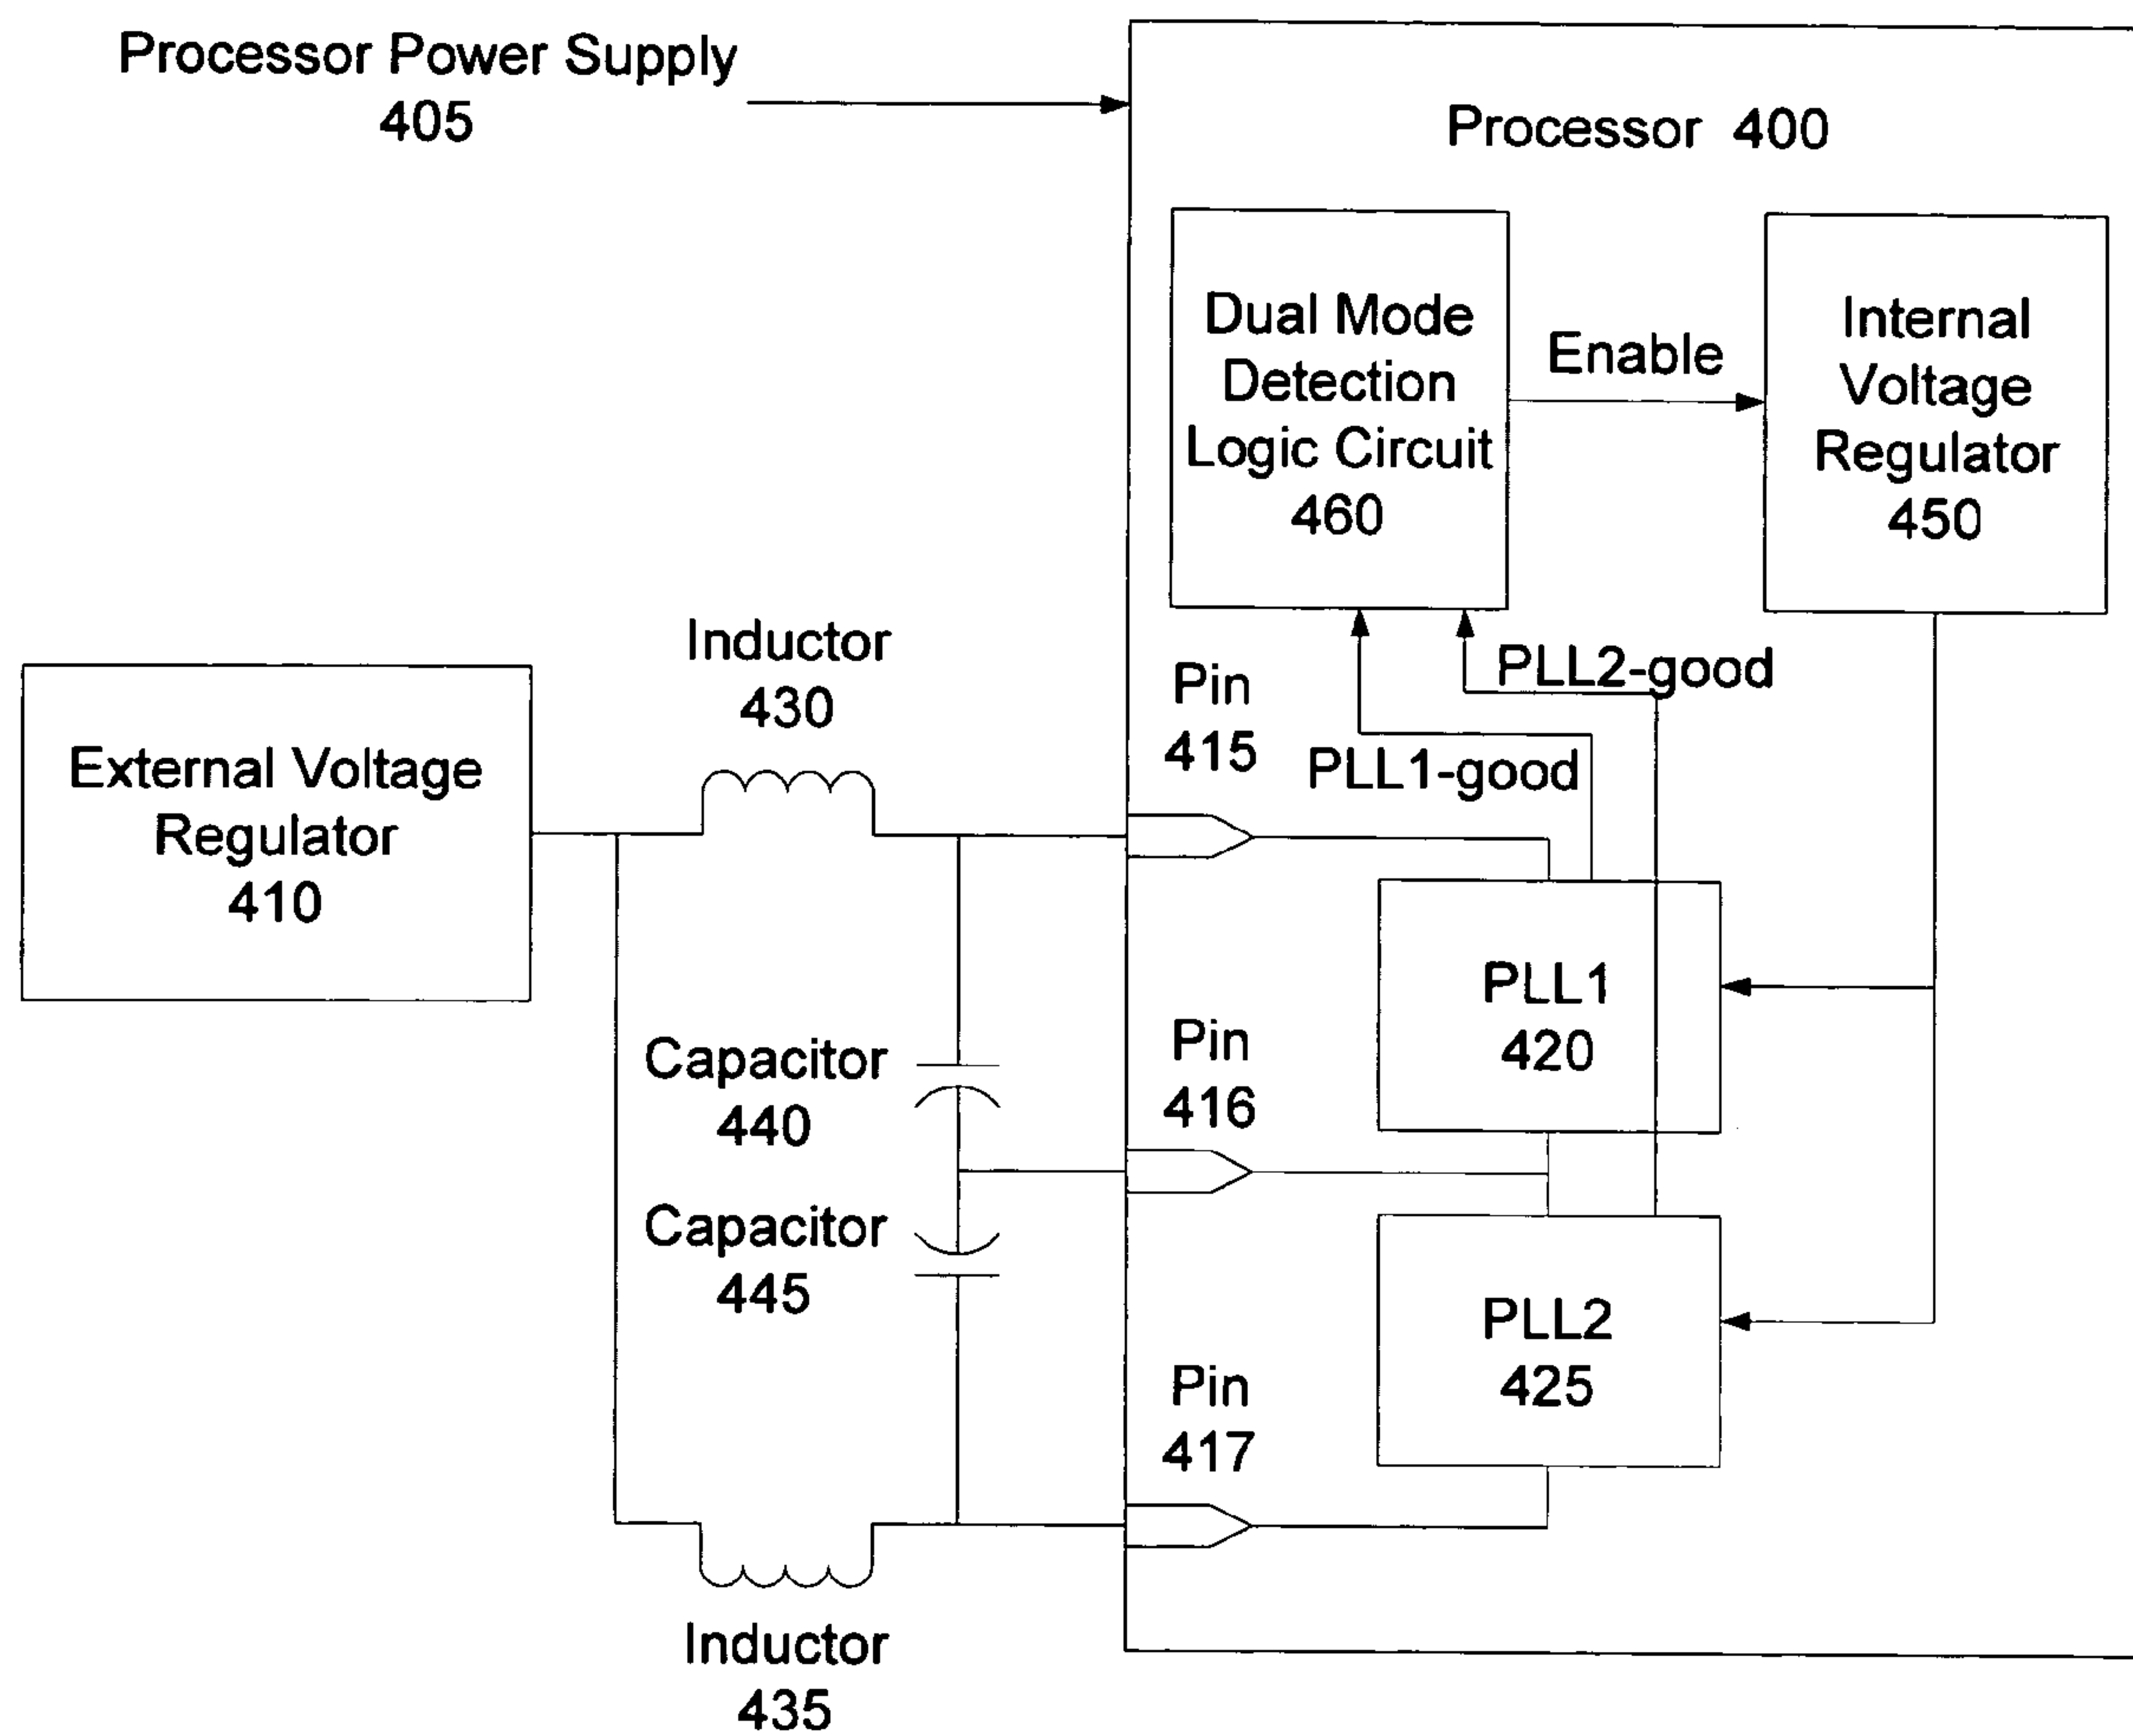 Processor Power Supply
405
Processor 400
Dual Mode
Detection
Logic Circuit
460
Enable
Internal
Voltage
Regulator
450
Inductor
430
External Voltage
Regulator
410
Pin
415
PLL2-good
PLL1-good
Capacitor
440
Pin
416
PLL1
420
Capacitor
445
Pin
417
PLL2
425
Inductor
435